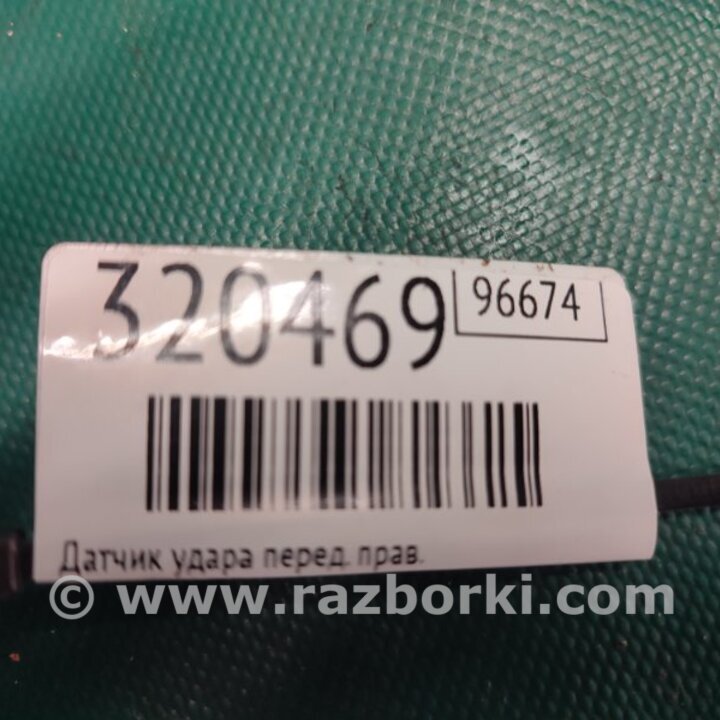 320469
96674
Датчик удара перед. прав.
© www.razborki.com